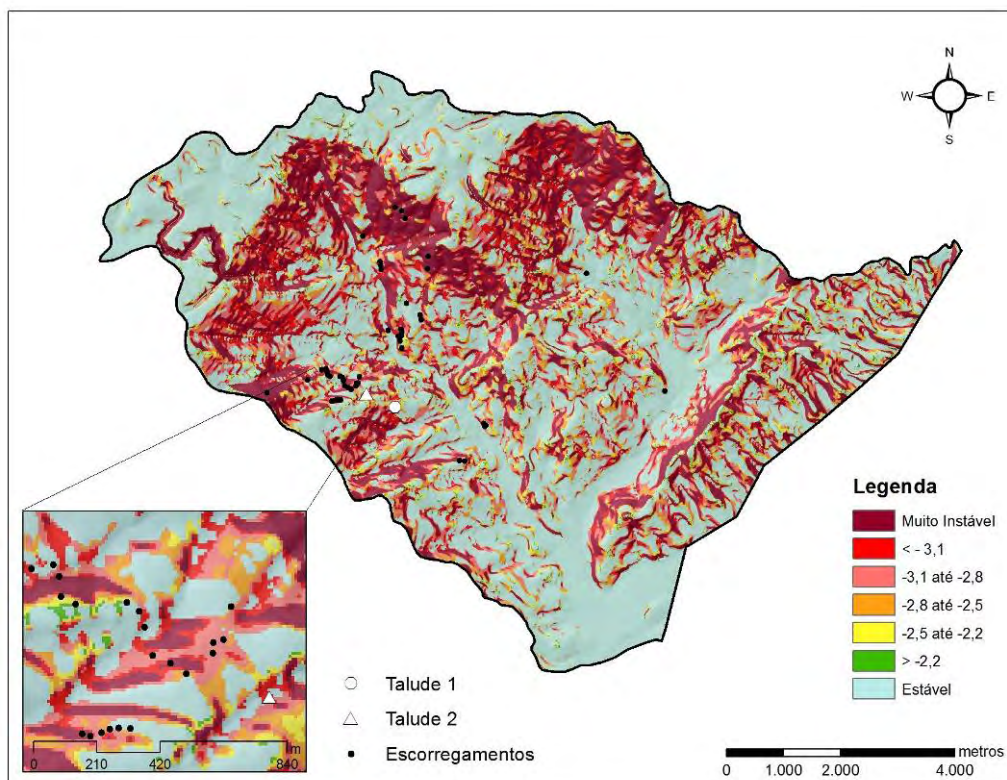 N
W E
S
Legenda
Muito Instável
< - 3,1
-3,1 até -2,8
-2,8 até -2,5
-2,5 até -2,2
> -2,2
Estável
Talude 1
Talude 2
Escorregamentos
m
0 210 420 840
metros
0 1.000 2.000 4.000